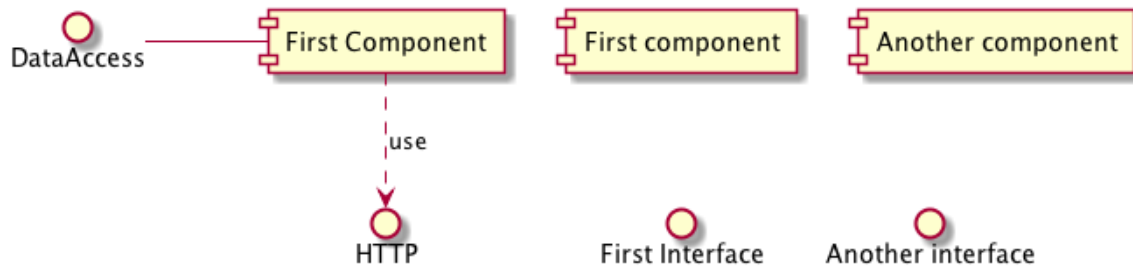 DataAccess
First Component
First component
Another component
use
HTTP
First Interface
Another interface